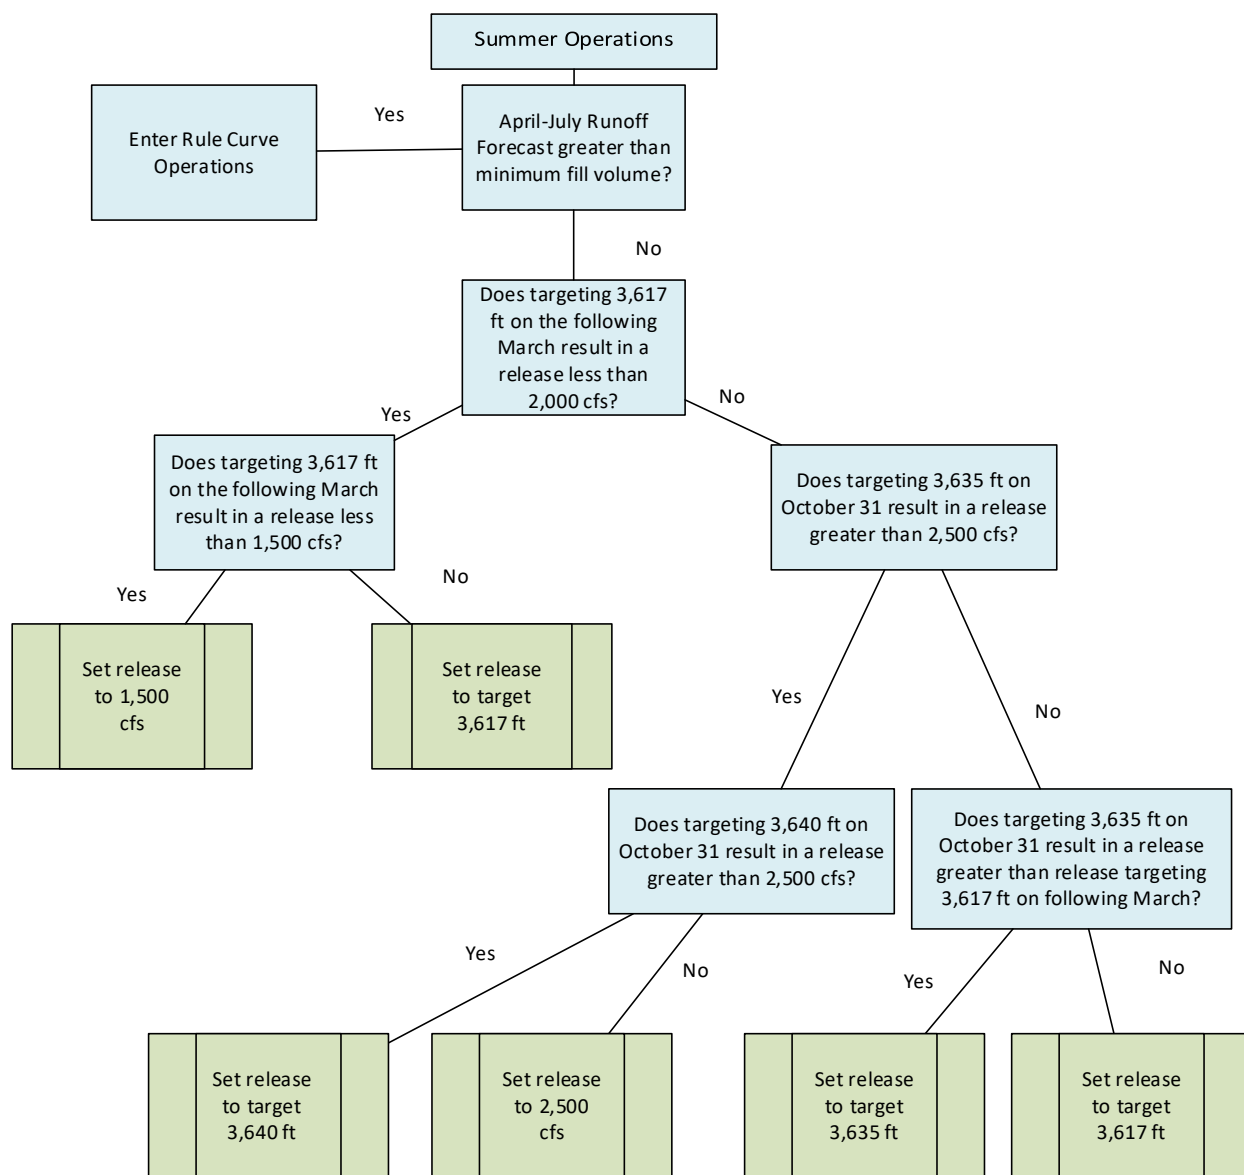 Summer Operations
Yes
April-July Runoff
Forecast greater than
minimum fill volume?
Enter Rule Curve
Operations
No
Does targeting 3,617
ft on the following
March result in a
release less than
2,000 cfs?
Yes
No
Does targeting 3,617 ft
on the following March
result in a release less
than 1,500 cfs?
Does targeting 3,635 ft on
October 31 result in a release
greater than 2,500 cfs?
Yes
No
Set release
to 1,500
cfs
Set release
to target
3,617 ft
Yes
No
Does targeting 3,640 ft on
October 31 result in a release
greater than 2,500 cfs?
Does targeting 3,635 ft on
October 31 result in a release
greater than release targeting
3,617 ft on following March?
Yes
No
Yes
No
Set release
to target
3,640 ft
Set release
to 2,500
cfs
Set release
to target
3,635 ft
Set release
to target
3,617 ft